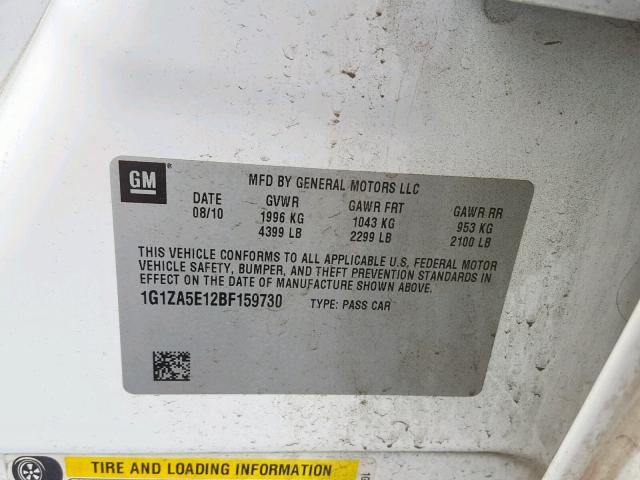 GM ®
MFD BY GENERAL MOTORS LLC
DATE GVWR GAWR FRT GAWR RR
08/10 1996 KG 1043 KG 953 KG
4399 LB 2299 LB 2100 LB
THIS VEHICLE CONFORMS TO ALL APPLICABLE U.S. FEDERAL MOTOR
VEHICLE SAFETY, BUMPER, AND THEFT PREVENTION STANDARDS IN
EFFECT ON THE DATE OF MANUFACTURE SHOWN ABOVE.
1G1ZA5E12BF159730 TYPE: PASS CAR
TIRE AND LOADING INFORMATION